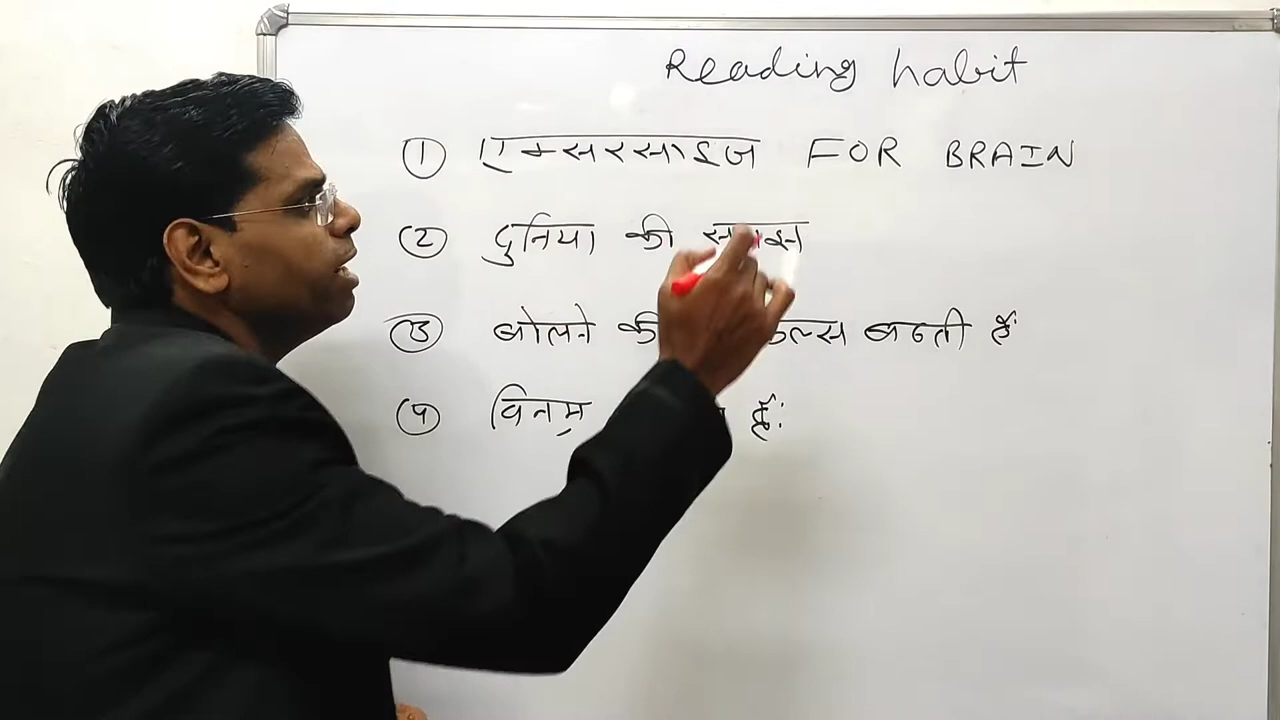 Reading habit
① एक्सरसाइज FOR BRAIN
② दुनिया की
③ बोलने की बनती हैं
④ विनम्र हैं: